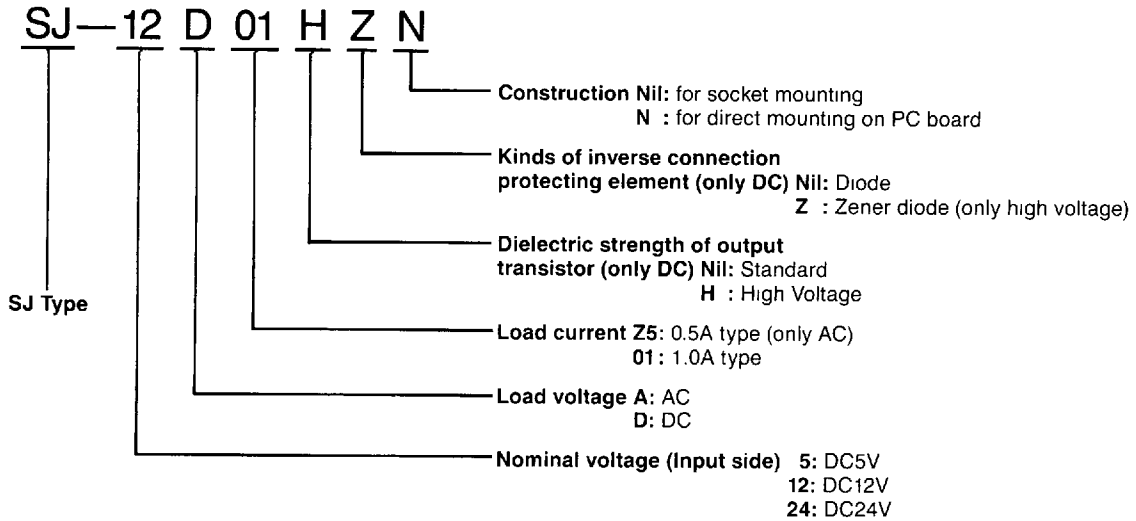 SJ—12 D 01 H Z N
Construction Nil: for socket mounting
N : for direct mounting on PC board
Kinds of inverse connection
protecting element (only DC) Nil: Diode
Z : Zener diode (only high voltage)
Dielectric strength of output
transistor (only DC) Nil: Standard
H : High Voltage
SJ Type
Load current Z5: 0.5A type (only AC)
01: 1.0A type
Load voltage A: AC
D: DC
Nominal voltage (Input side) 5: DC5V
12: DC12V
24: DC24V